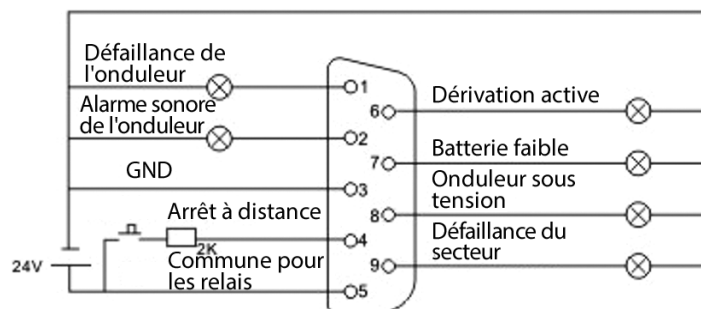 Défaillance de
l'onduleur
1
Alarme sonore
de l'onduleur
2
GND
3
Arrêt à distance
2K
4
Commune pour
les relais
5
24V
6
Dérivation active
7
Batterie faible
8
Onduleur sous
tension
9
Défaillance du
secteur